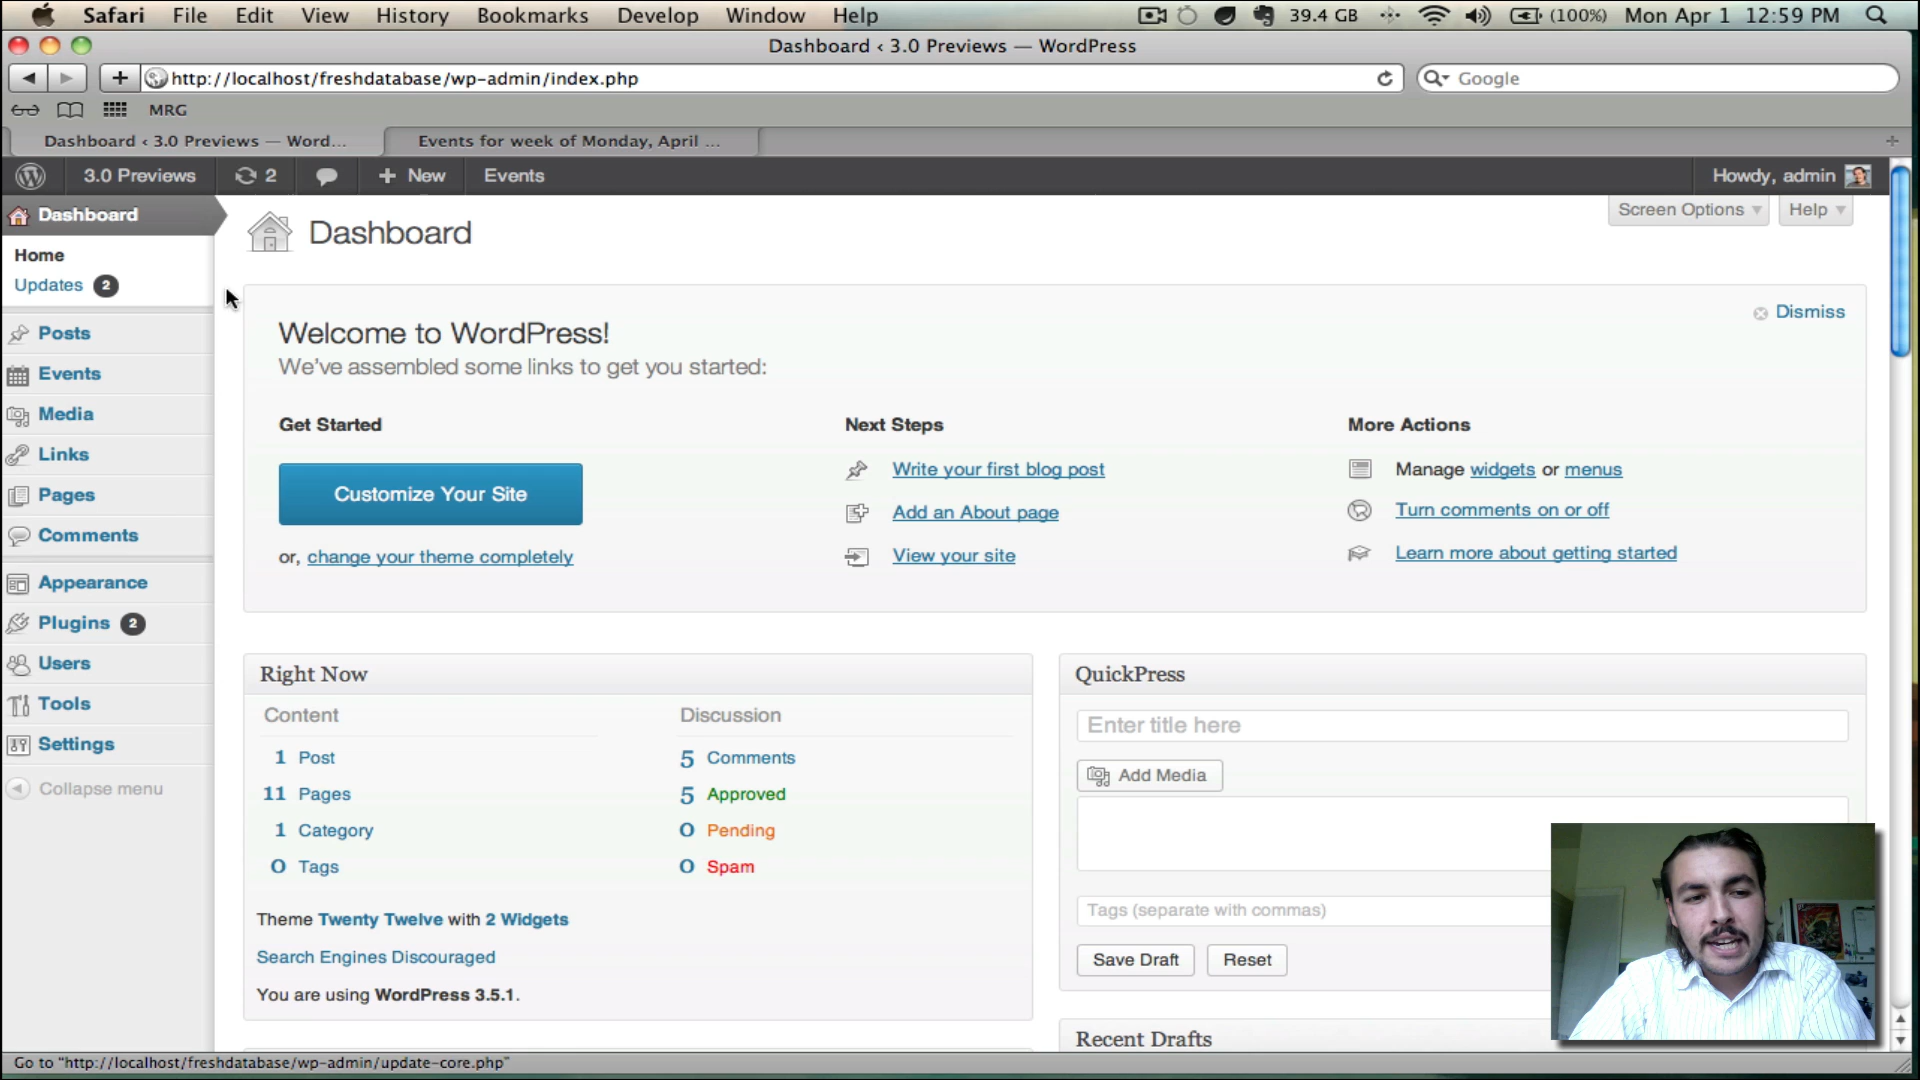 Safari File Edit View History Bookmarks Develop Window Help 39.4 GB (100%) Mon Apr 1 12:59 PM
Dashboard ‹ 3.0 Previews — WordPress
http://localhost/freshdatabase/wp-admin/index.php Google
MRG
Dashboard ‹ 3.0 Previews — Word... Events for week of Monday, April ...
3.0 Previews 2 + New Events Howdy, admin
Dashboard
Screen Options Help
Dashboard
Home
Updates 2
Dismiss
Posts
Events
Media
Links
Pages
Comments
Appearance
Plugins 2
Users
Tools
Settings
Collapse menu
Welcome to WordPress!
We've assembled some links to get you started:
Get Started
Customize Your Site
or, change your theme completely
Next Steps
Write your first blog post
Add an About page
View your site
More Actions
Manage widgets or menus
Turn comments on or off
Learn more about getting started
Right Now
Content
1 Post
11 Pages
1 Category
0 Tags
Discussion
5 Comments
5 Approved
0 Pending
0 Spam
Theme Twenty Twelve with 2 Widgets
Search Engines Discouraged
You are using WordPress 3.5.1.
QuickPress
Enter title here
Add Media
Tags (separate with commas)
Save Draft Reset
Recent Drafts
Go to "http://localhost/freshdatabase/wp-admin/update-core.php"